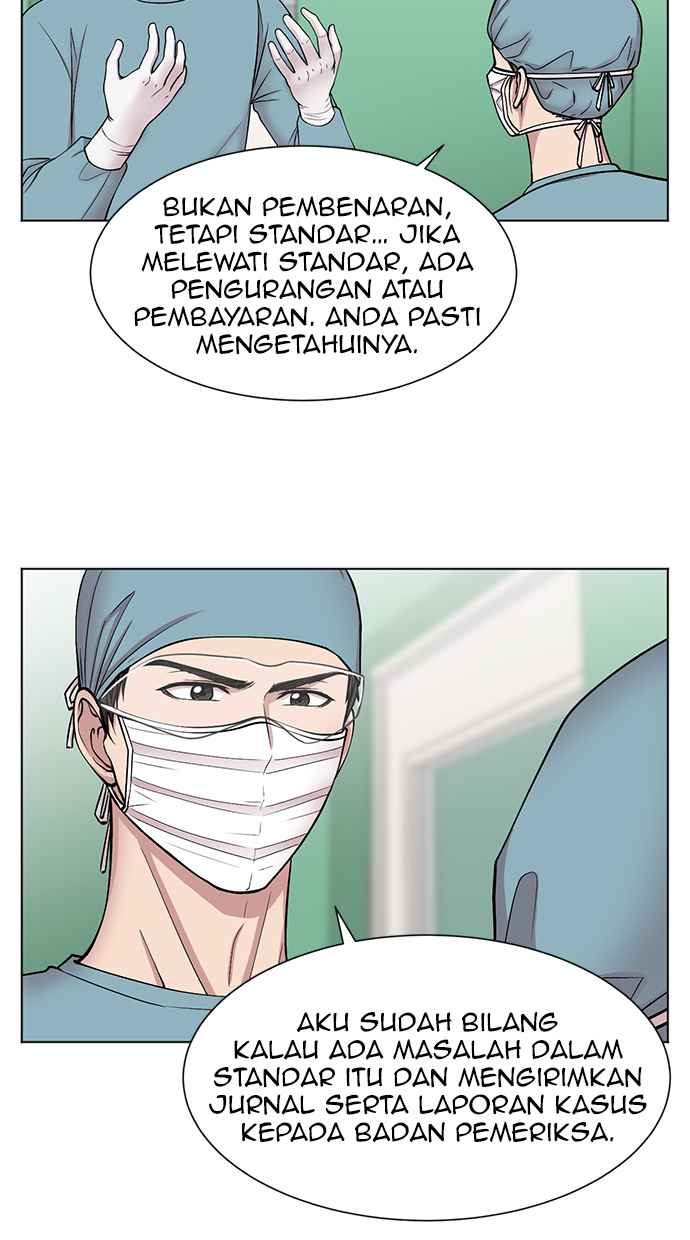 BUKAN PEMBENARAN,
TETAPI STANDAR... JIKA
MELEWATI STANDAR, ADA
PENGURANGAN ATAU
PEMBAYARAN. ANDA PASTI
MENGETAHUINYA.
AKU SUDAH BILANG
KALAU ADA MASALAH DALAM
STANDAR ITU DAN MENGIRIMKAN
JURNAL SERTA LAPORAN KASUS
KEPADA BADAN PEMERIKSA.